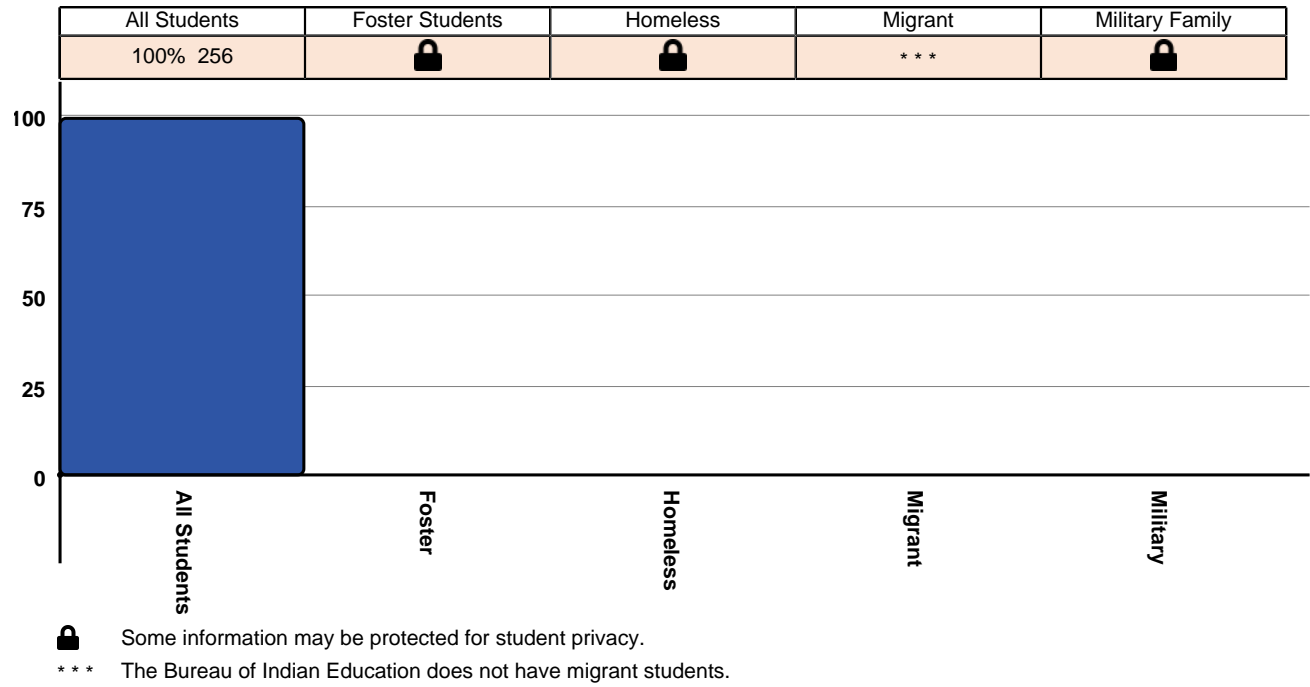 All Students Foster Students Homeless Migrant Military Family
100% 256 * * *
100
75
50
25
0
All Students
Foster
Homeless
Migrant
Military
Some information may be protected for student privacy.
* * * The Bureau of Indian Education does not have migrant students.